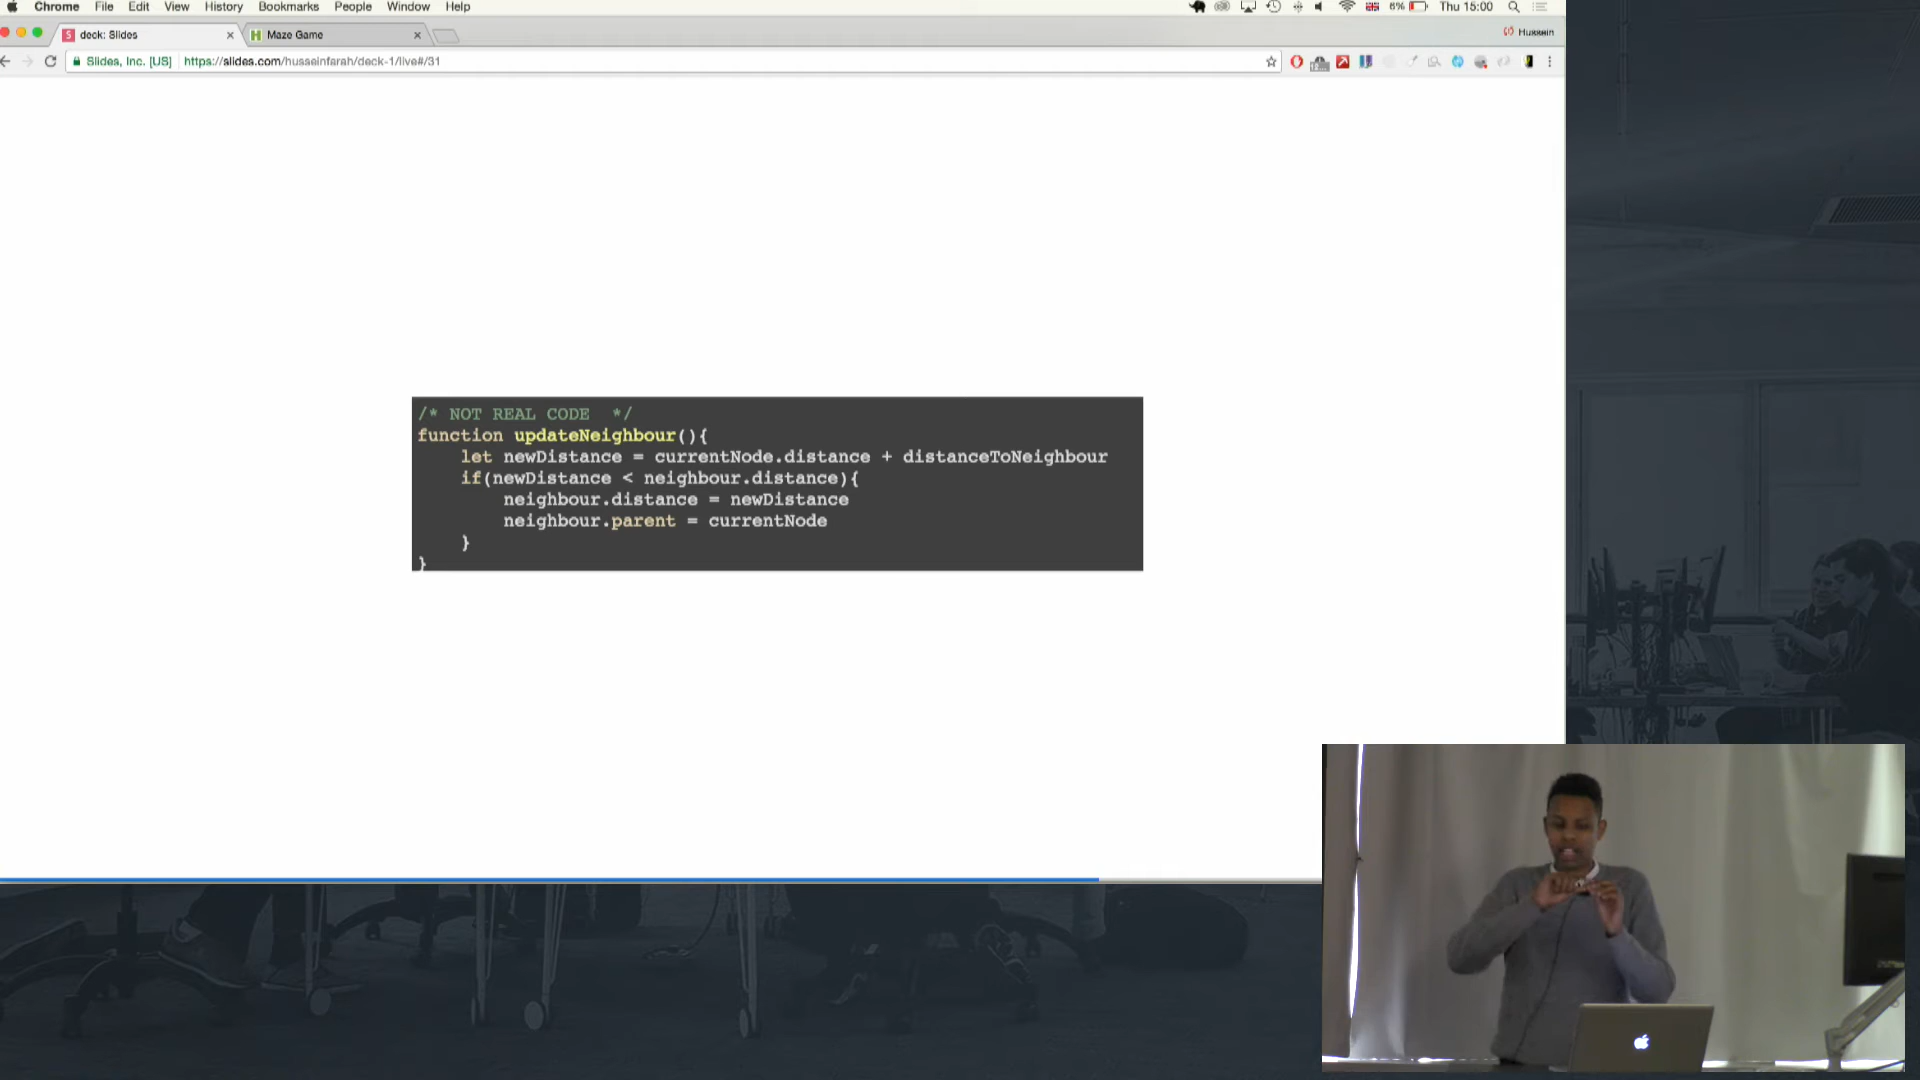 Chrome File Edit View History Bookmarks People Window Help 6% Thu 15:00
deck: Slides
Maze Game
Hussein
Slides, Inc. [US] https://slides.com/husseinfarah/deck-1/live#/31
/* NOT REAL CODE */
function updateNeighbour(){
let newDistance = currentNode.distance + distanceToNeighbour
if(newDistance < neighbour.distance){
neighbour.distance = newDistance
neighbour.parent = currentNode
}
}